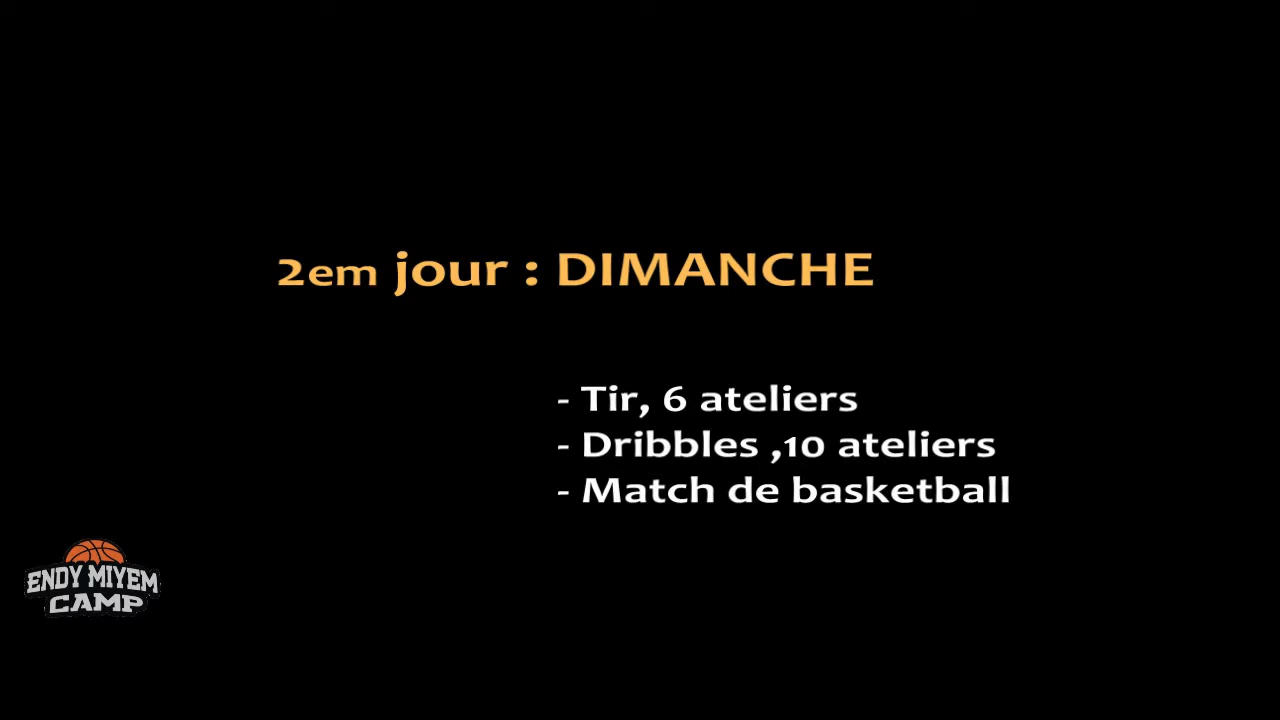 2em jour : DIMANCHE
- Tir, 6 ateliers
- Dribbles ,10 ateliers
- Match de basketball
ENDY MIYEM
CAMP